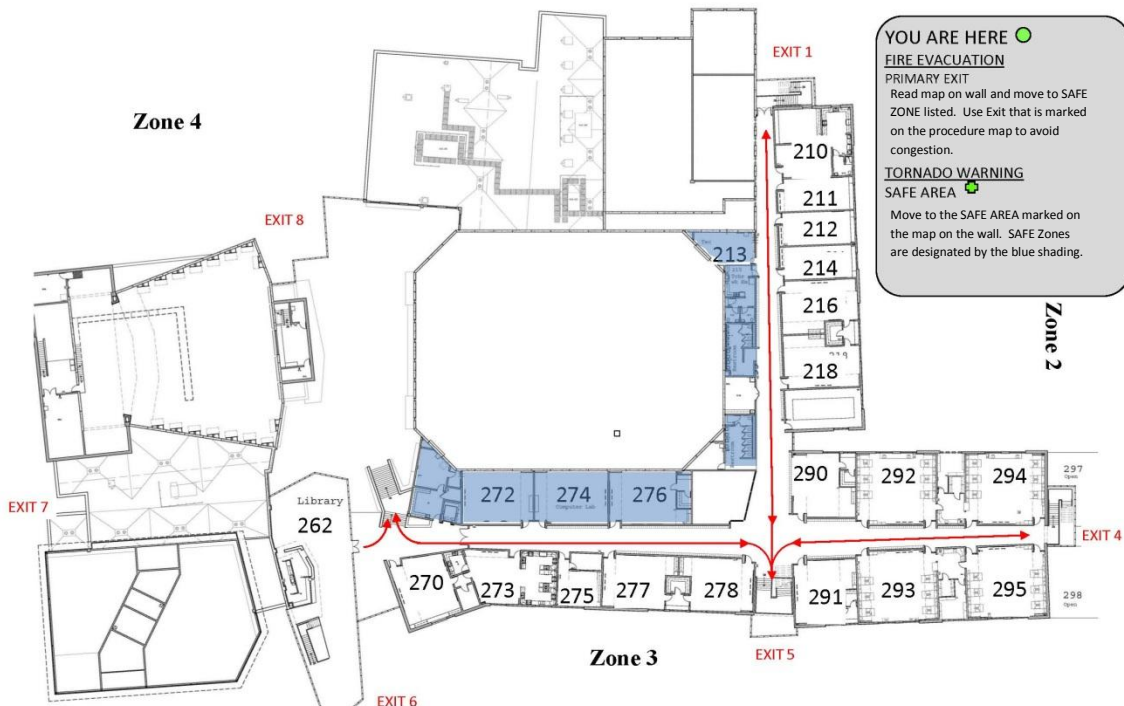 YOU ARE HERE
FIRE EVACUATION
PRIMARY EXIT
Read map on wall and move to SAFE
ZONE listed. Use Exit that is marked
on the procedure map to avoid
congestion.
TORNADO WARNING
SAFE AREA
Move to the SAFE AREA marked on
the map on the wall. SAFE Zones
are designated by the blue shading.
EXIT 1
Zone 4
210
211
212
EXIT 8
213
214
216
Zone 2
218
290
292
294
297
Open
272
274
Computer Lab
276
Library
262
EXIT 7
EXIT 4
270
273
275
277
278
291
293
295
298
Open
Zone 3
EXIT 5
EXIT 6